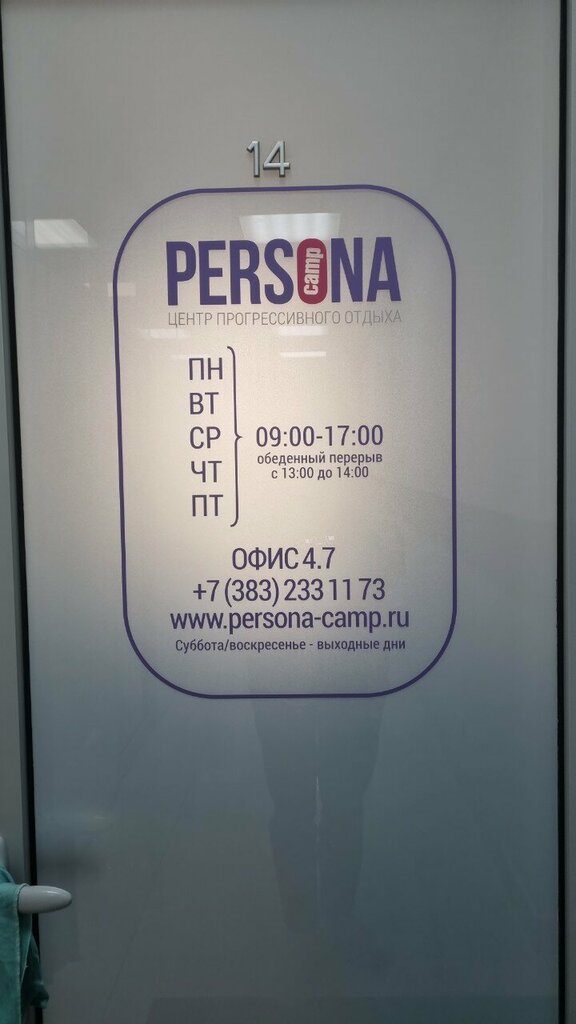 14
PERSONA
camp
ЦЕНТР ПРОГРЕССИВНОГО ОТДЫХА
ПН
ВТ
СР
ЧТ
ПТ
09:00-17:00
обеденный перерыв
с 13:00 до 14:00
ОФИС 4.7
+7 (383) 233 11 73
www.persona-camp.ru
Суббота/воскресенье - выходные дни